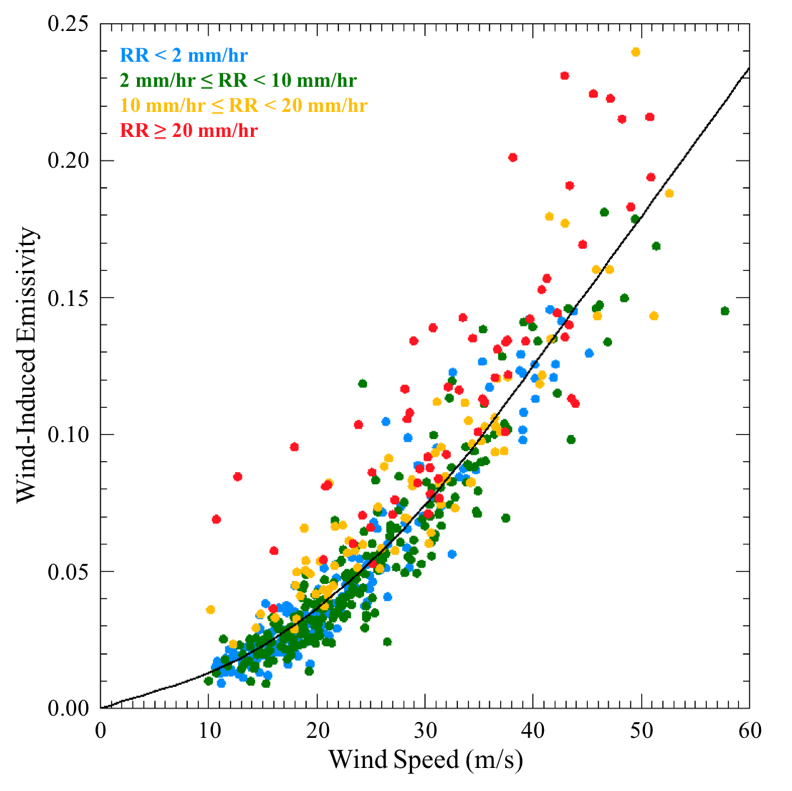 0.25
RR < 2 mm/hr
2 mm/hr ≤ RR < 10 mm/hr
10 mm/hr ≤ RR < 20 mm/hr
RR ≥ 20 mm/hr
0.20
0.15
0.10
0.05
0.00
Wind-Induced Emissivity
0 10 20 30 40 50 60
Wind Speed (m/s)